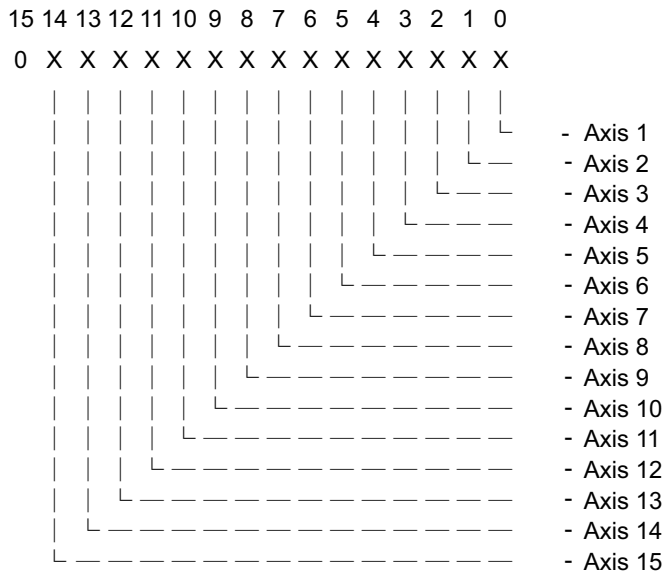 15 14 13 12 11 10 9 8 7 6 5 4 3 2 1 0
0 X X X X X X X X X X X X X X X
- Axis 1
- Axis 2
- Axis 3
- Axis 4
- Axis 5
- Axis 6
- Axis 7
- Axis 8
- Axis 9
- Axis 10
- Axis 11
- Axis 12
- Axis 13
- Axis 14
- Axis 15